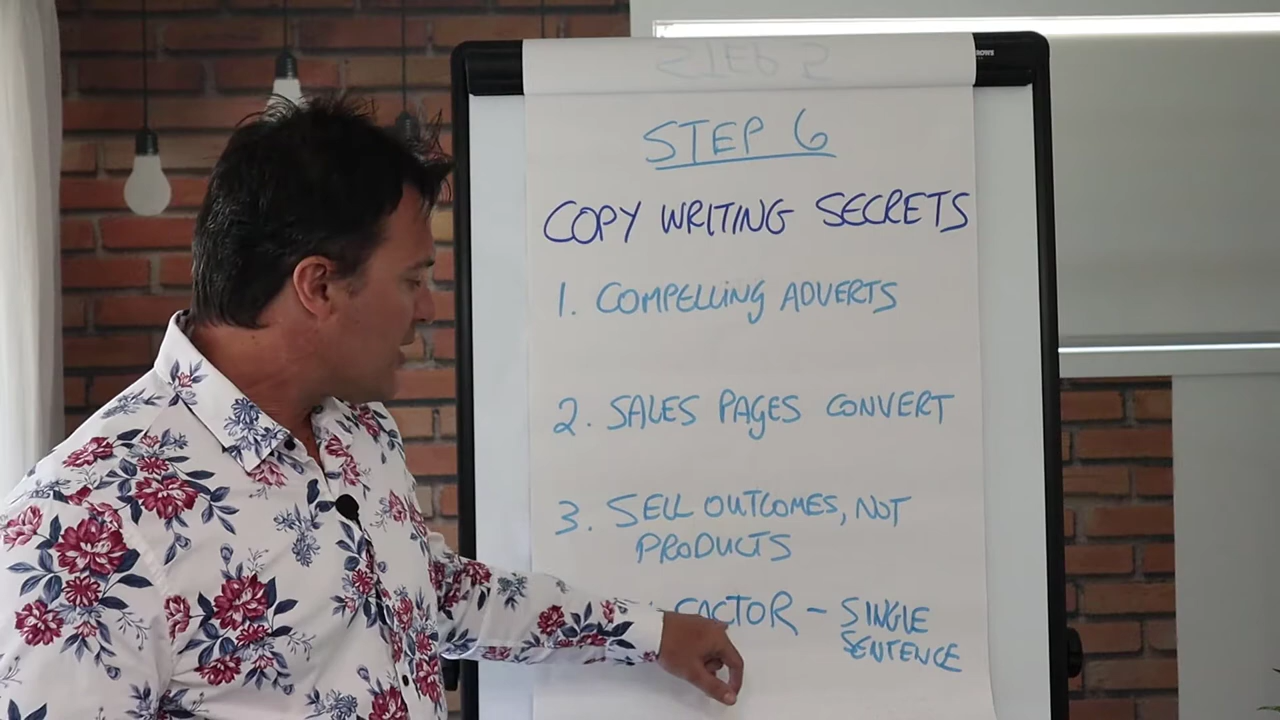 STEP 6
COPY WRITING SECRETS
1. COMPELLING ADVERTS
2. SALES PAGES CONVERT
3. SELL OUTCOMES, NOT
PRODUCTS
FACTOR - SINGLE
SENTENCE